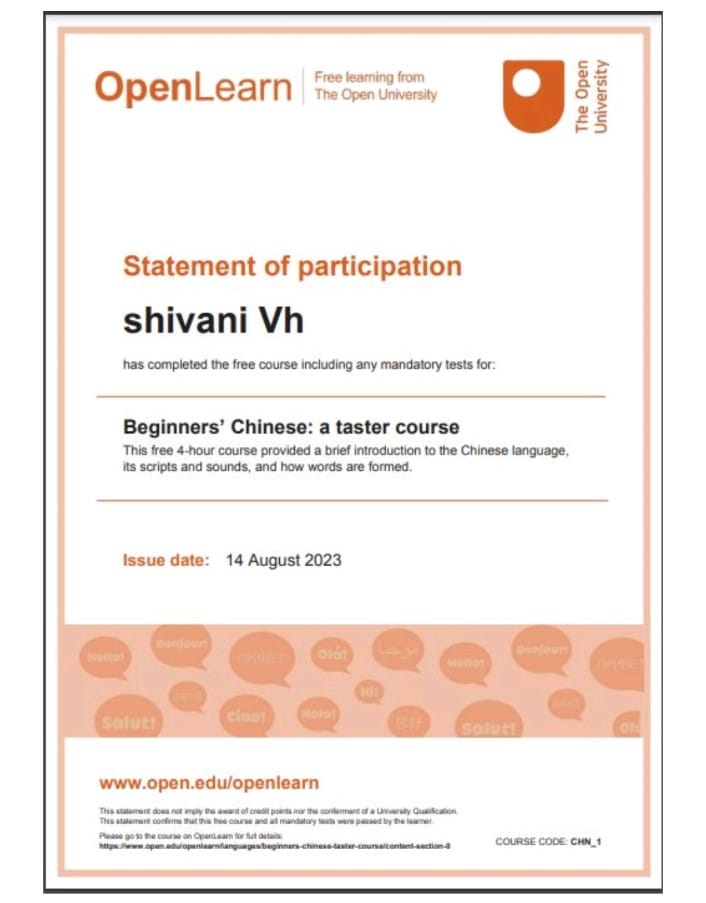 OpenLearn
Free learning from
The Open University
The Open
University
Statement of participation
shivani Vh
has completed the free course including any mandatory tests for:
Beginners' Chinese: a taster course
This free 4-hour course provided a brief introduction to the Chinese language,
its scripts and sounds, and how words are formed.
Issue date: 14 August 2023
Hello! Bonjour! ПРИВЕТ! Olá! مرحبا Hello! Bonjour! ПРИВЕТ
Salut! Ciao! Hola! Hi! 您好 Salut! Olá
www.open.edu/openlearn
This statement does not imply the award of credit points nor the conferment of a University Qualification.
This statement confirms that this free course and all mandatory tests were passed by the learner.
Please go to the course on OpenLearn for full details:
https://www.open.edu/openlearn/languages/beginners-chinese-taster-course/content-section-0
COURSE CODE: CHN_1